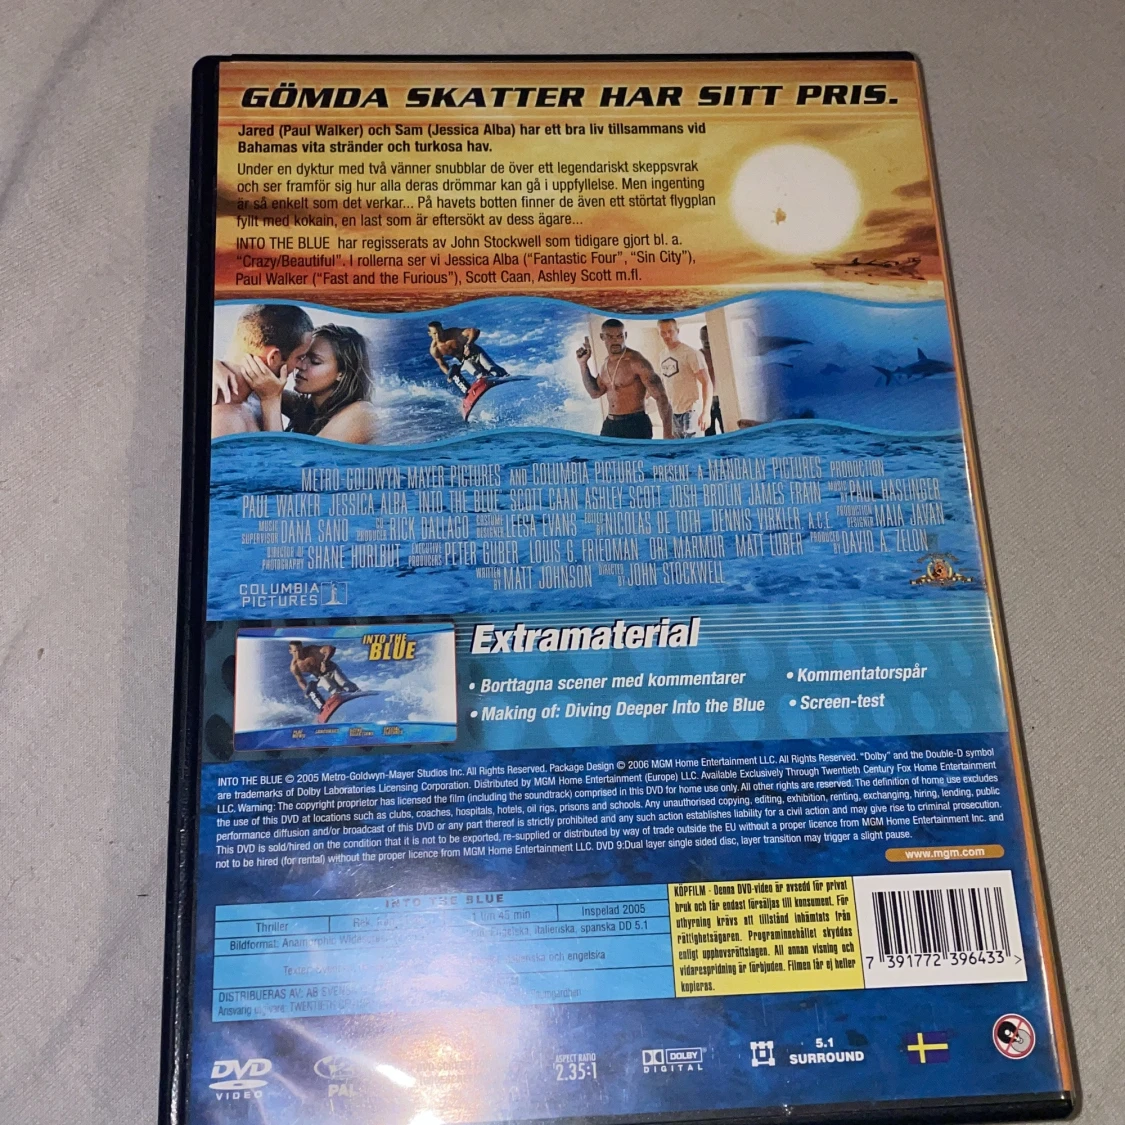 GÖMDA SKATTER HAR SITT PRIS.
Jared (Paul Walker) och Sam (Jessica Alba) har ett bra liv tillsammans vid
Bahamas vita stränder och turkosa hav.
Under en dyktur med två vänner snubblar de över ett legendariskt skeppsvrak
och ser framför sig hur alla deras drömmar kan gå i uppfyllelse. Men ingenting
är så enkelt som det verkar... På havets botten finner de även ett störtat flygplan
fyllt med kokain, en last som är eftersökt av dess ägare...
INTO THE BLUE har regisserats av John Stockwell som tidigare gjort bl. a.
“Crazy/Beautiful”. I rollerna ser vi Jessica Alba (“Fantastic Four”, “Sin City”),
Paul Walker (“Fast and the Furious”), Scott Caan, Ashley Scott m.fl.
METRO-GOLDWYN-MAYER PICTURES AND COLUMBIA PICTURES PRESENT A MANDALAY PICTURES PRODUCTION
PAUL WALKER JESSICA ALBA INTO THE BLUE SCOTT CAAN ASHLEY SCOTT JOSH BROLIN JAMES FRAIN MUSIC BY PAUL HASLINGER
MUSIC SUPERVISOR DANA SANO CO PRODUCER RICK DALLAGO COSTUME DESIGNER LEESA EVANS EDITED BY NICOLAS DE TOTH DENNIS VIRKLER, A.C.E. PRODUCTION DESIGNER MAIA JAVAN
DIRECTOR OF PHOTOGRAPHY SHANE HURLBUT EXECUTIVE PRODUCERS PETER GUBER LOUIS G. FRIEDMAN ORI MARMUR MATT LUBER PRODUCED BY DAVID A. ZELON
WRITTEN BY MATT JOHNSON DIRECTED BY JOHN STOCKWELL
COLUMBIA
PICTURES
INTO THE
BLUE
Extramaterial
• Borttagna scener med kommentarer
• Kommentatorspår
• Making of: Diving Deeper Into the Blue
• Screen-test
INTO THE BLUE © 2005 Metro-Goldwyn-Mayer Studios Inc. All Rights Reserved. Package Design © 2006 MGM Home Entertainment LLC. All Rights Reserved. “Dolby” and the Double-D symbol
are trademarks of Dolby Laboratories Licensing Corporation. Distributed by MGM Home Entertainment (Europe) LLC. Available Exclusively Through Twentieth Century Fox Home Entertainment
LLC. Warning: The copyright proprietor has licensed the film (including the soundtrack) comprised in this DVD for home use only. All other rights are reserved. The definition of home use excludes
the use of this DVD at locations such as clubs, coaches, hospitals, hotels, oil rigs, prisons and schools. Any unauthorised copying, editing, exhibition, renting, exchanging, hiring, lending, public
performance diffusion and/or broadcast of this DVD or any part thereof is strictly prohibited and any such action establishes liability for a civil action and may give rise to criminal prosecution.
This DVD is sold/hired on the condition that it is not to be exported, re-supplied or distributed by way of trade outside the EU without a proper licence from MGM Home Entertainment Inc. and
not to be hired (for rental) without the proper licence from MGM Home Entertainment LLC. DVD 9:Dual layer single sided disc, layer transition may trigger a slight pause.
www.mgm.com
INTO THE BLUE
Thriller
Rek.
1 tim 45 min
Inspelad 2005
Bildformat: Anamorphic
Engelska, italienska, spanska DD 5.1
och engelska
DISTRIBUERAS AV: AB
Ansvarig utgivare: TWENTIETH
KÖPFILM - Denna DVD-video är avsedd för privat
bruk och får endast försäljas till konsument. För
uthyrning krävs att tillstånd inhämtats från
rättighetsägaren. Programinnehållet skyddas
enligt upphovsrättslagen. All annan visning och
vidarespridning är förbjuden. Filmen får ej heller
kopieras.
7 391772 396433 >
DVD
VIDEO
2
PAL
ASPECT RATIO
2.35:1
DOLBY
DIGITAL
5.1
SURROUND